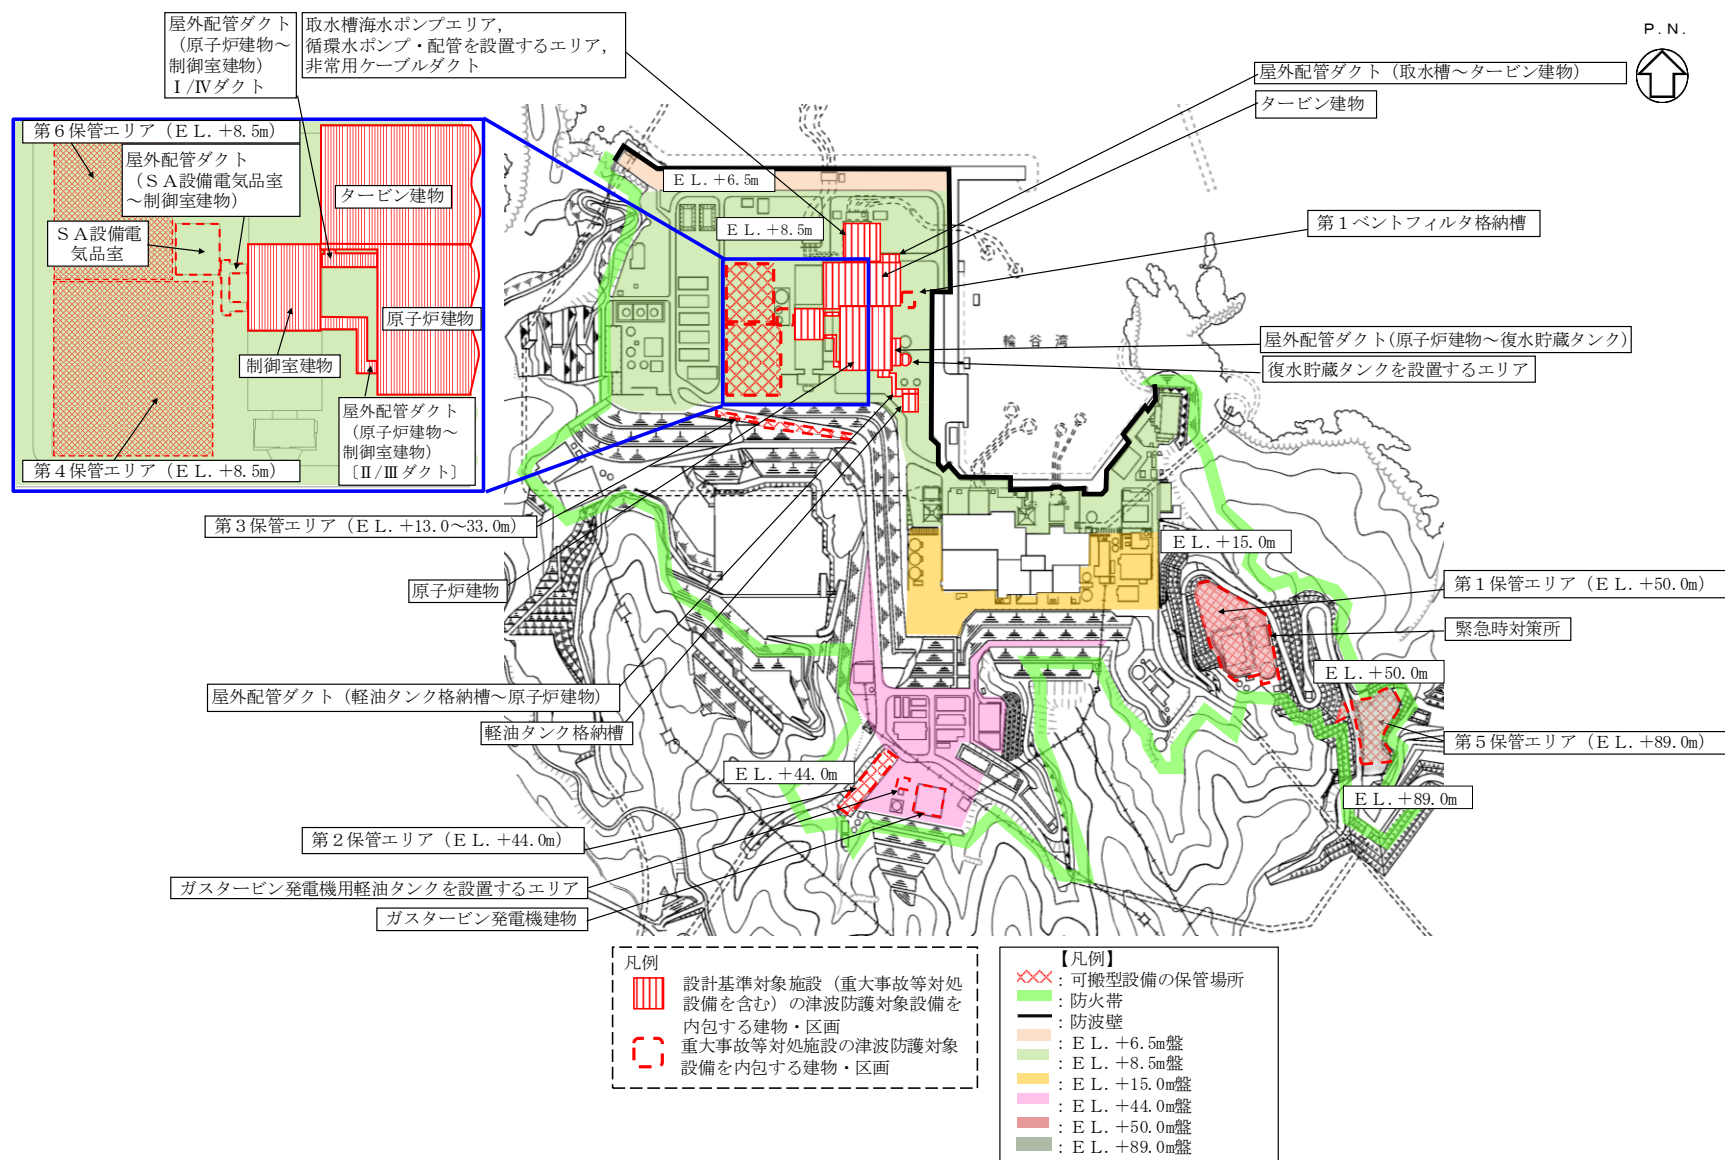 屋外配管ダクト
（原子炉建物～
制御室建物）
Ⅰ/Ⅳダクト
取水槽海水ポンプエリア，
循環水ポンプ・配管を設置するエリア，
非常用ケーブルダクト
P.N.
屋外配管ダクト（取水槽～タービン建物）
タービン建物
第６保管エリア（ＥＬ．+8.5m）
屋外配管ダクト
（ＳＡ設備電気品室
～制御室建物）
タービン建物
ＳＡ設備電
気品室
原子炉建物
制御室建物
屋外配管ダクト
（原子炉建物～
制御室建物）
〔Ⅱ/Ⅲダクト〕
第４保管エリア（ＥＬ．+8.5m）
ＥＬ．+6.5m
ＥＬ．+8.5m
第１ベントフィルタ格納槽
輪谷湾
屋外配管ダクト(原子炉建物～復水貯蔵タンク)
復水貯蔵タンクを設置するエリア
第３保管エリア（ＥＬ．+13.0～33.0m）
ＥＬ．+15.0m
原子炉建物
第１保管エリア（ＥＬ．+50.0m）
緊急時対策所
ＥＬ．+50.0m
屋外配管ダクト（軽油タンク格納槽～原子炉建物）
軽油タンク格納槽
第５保管エリア（ＥＬ．+89.0m）
ＥＬ．+44.0m
ＥＬ．+89.0m
第２保管エリア（ＥＬ．+44.0m）
ガスタービン発電機用軽油タンクを設置するエリア
ガスタービン発電機建物
凡例
設計基準対象施設（重大事故等対処
設備を含む）の津波防護対象設備を
内包する建物・区画
重大事故等対処施設の津波防護対象
設備を内包する建物・区画
【凡例】
：可搬型設備の保管場所
：防火帯
：防波壁
：ＥＬ．+6.5m盤
：ＥＬ．+8.5m盤
：ＥＬ．+15.0m盤
：ＥＬ．+44.0m盤
：ＥＬ．+50.0m盤
：ＥＬ．+89.0m盤